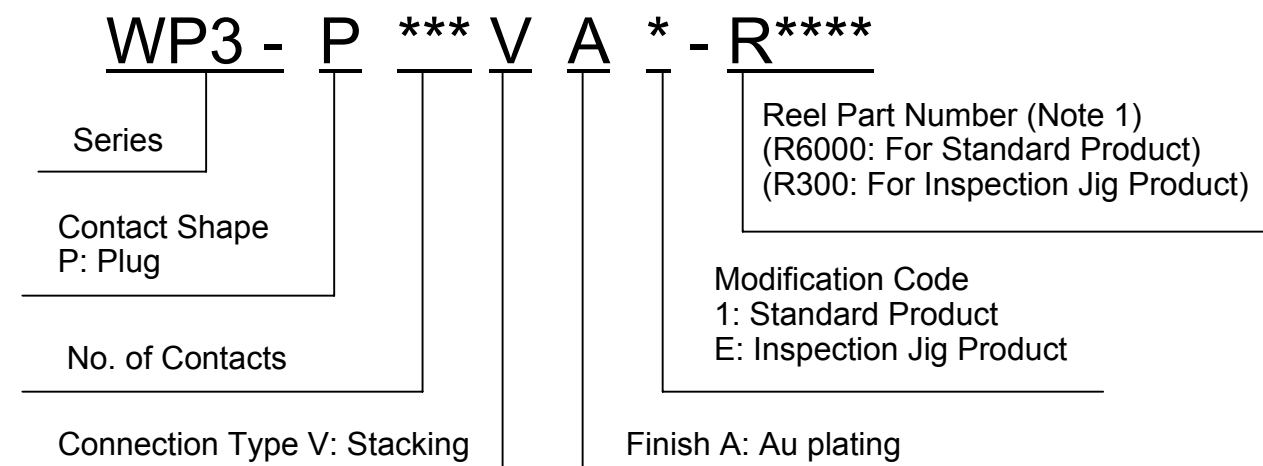 WP3 - P *** V A * - R****
Series
Reel Part Number (Note 1)
(R6000: For Standard Product)
(R300: For Inspection Jig Product)
Contact Shape
P: Plug
Modification Code
1: Standard Product
E: Inspection Jig Product
No. of Contacts
Connection Type V: Stacking
Finish A: Au plating